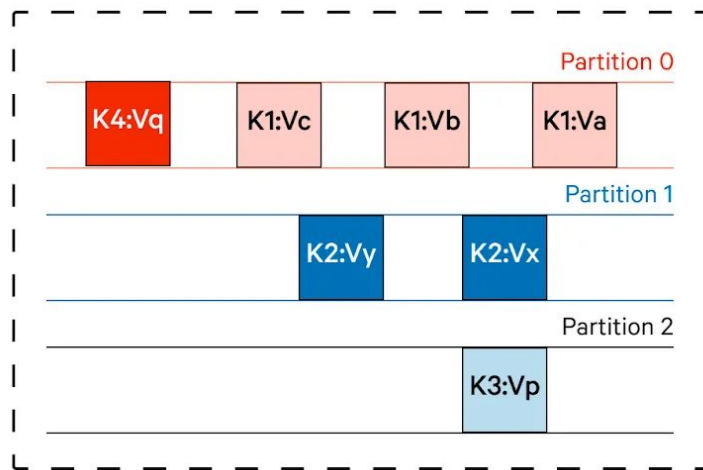 Partition 0
K4:Vq K1:Vc K1:Vb K1:Va
Partition 1
K2:Vy K2:Vx
Partition 2
K3:Vp